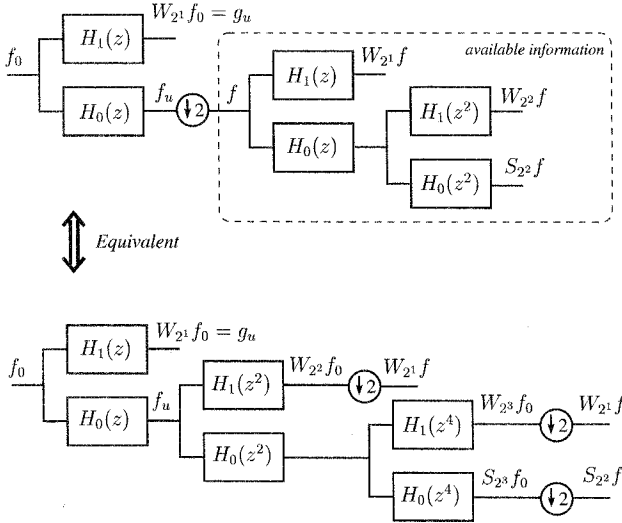 W_{2^1} f_0 = g_u
H_1(z)
available information
f_0
W_{2^1} f
H_1(z)
f_u
f
H_0(z)
↓2
W_{2^2} f
H_1(z^2)
H_0(z)
S_{2^2} f
H_0(z^2)
Equivalent
W_{2^1} f_0 = g_u
H_1(z)
f_0
W_{2^2} f_0
W_{2^1} f
H_1(z^2)
↓2
f_u
H_0(z)
W_{2^3} f_0
W_{2^1} f
H_1(z^4)
↓2
H_0(z^2)
S_{2^3} f_0
S_{2^2} f
H_0(z^4)
↓2